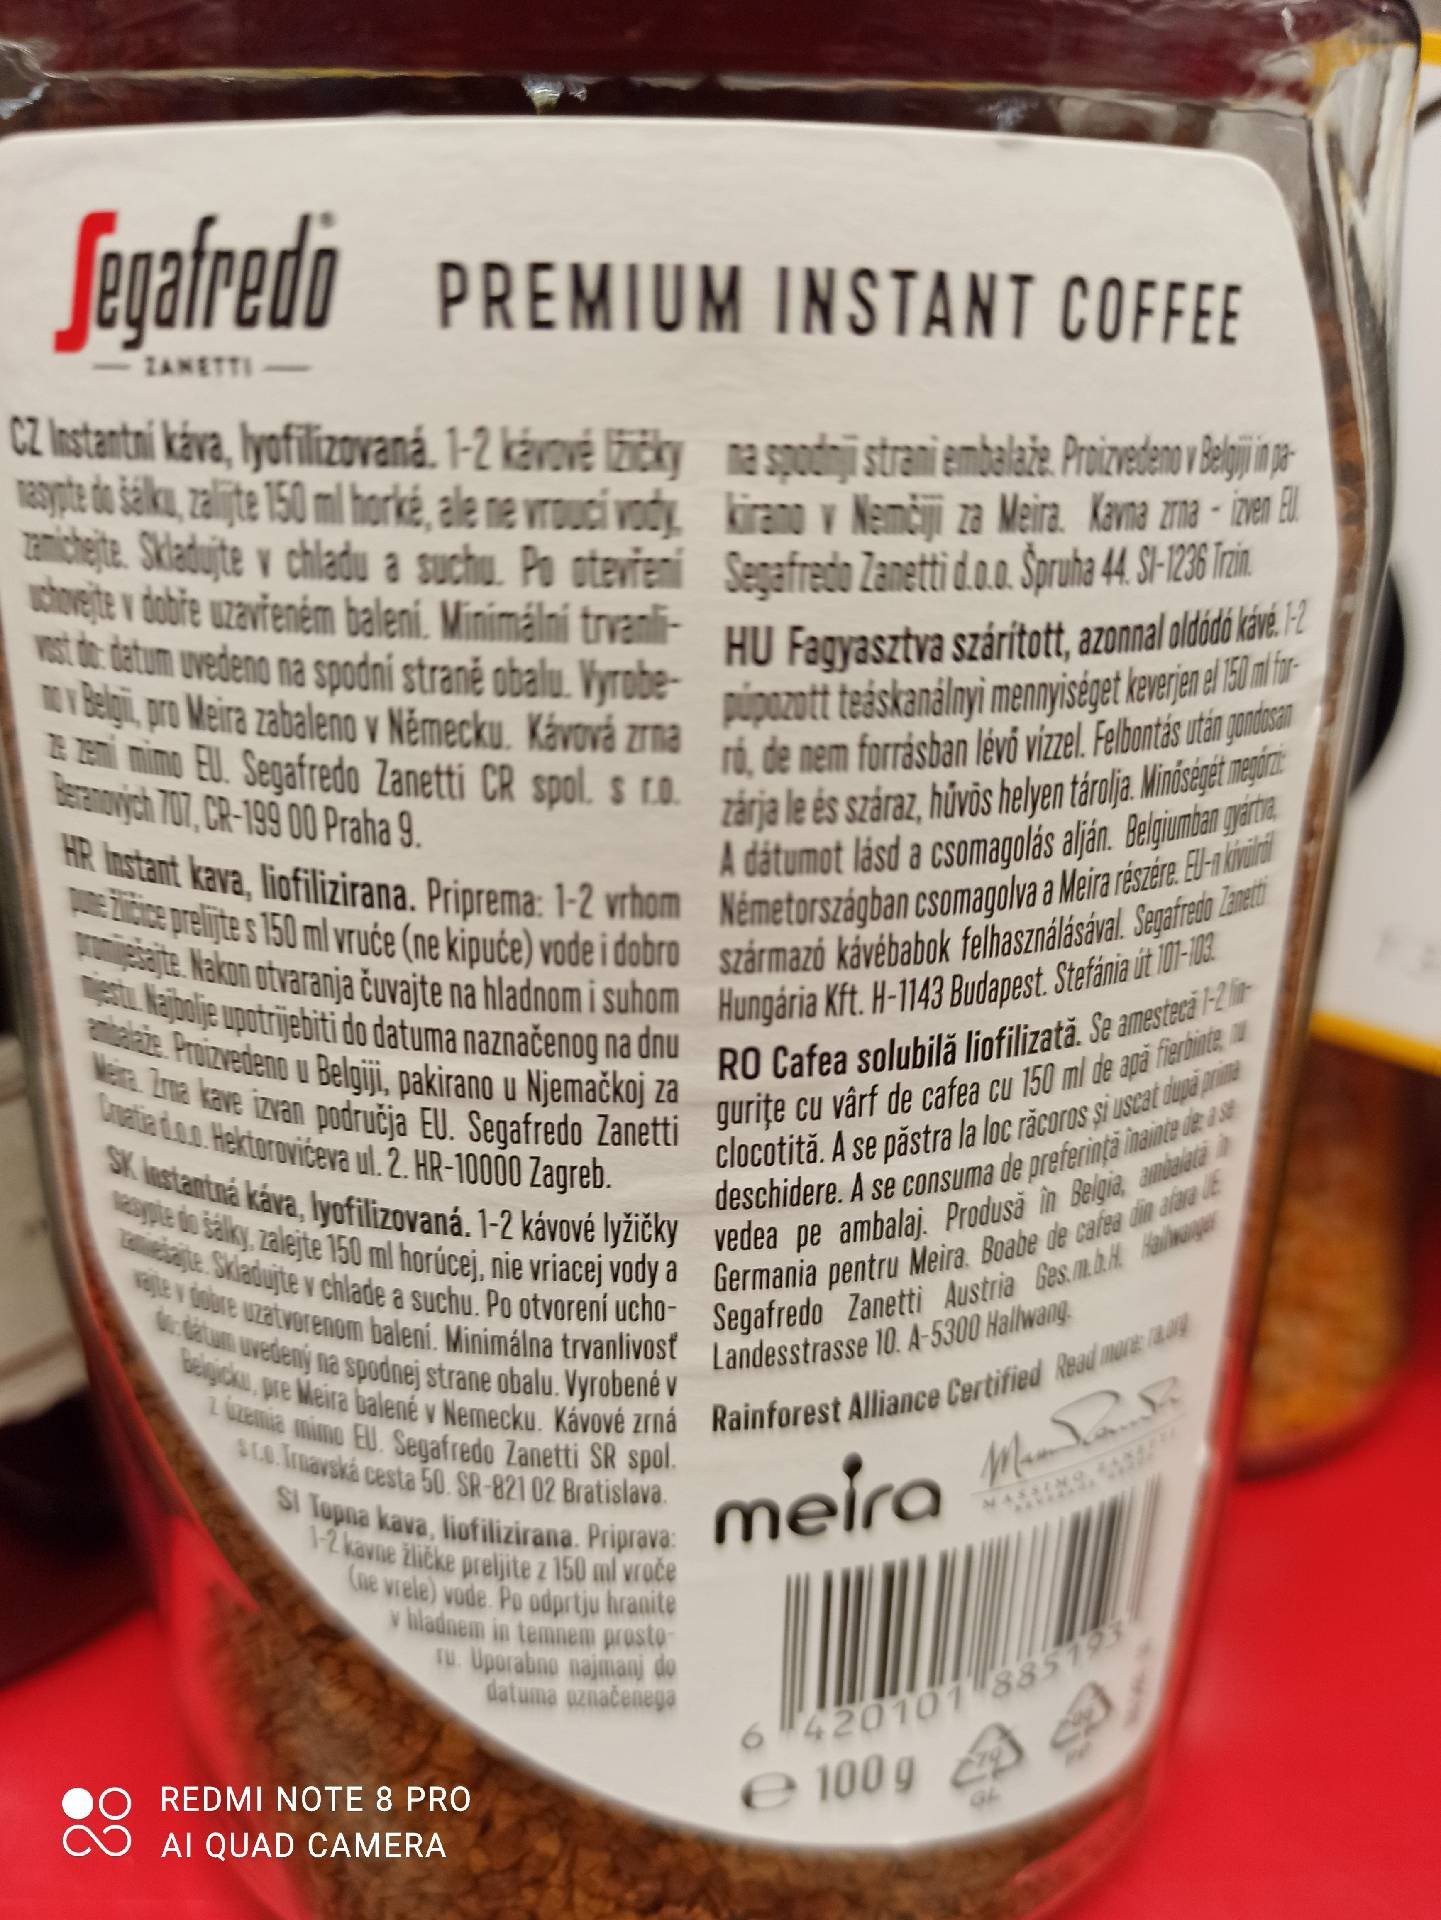 Segafredo®
ZANETTI
PREMIUM INSTANT COFFEE
CZ Instantní káva, lyofilizovaná. 1-2 kávové lžičky
nasypte do šálku, zalijte 150 ml horké, ale ne vroucí vody,
zamíchejte. Skladujte v chladu a suchu. Po otevření
uchovejte v dobře uzavřeném balení. Minimální trvanli-
vost do: datum uvedeno na spodní straně obalu. Vyrobe-
no v Belgii, pro Meira zabaleno v Německu. Kávová zrna
ze zemí mimo EU. Segafredo Zanetti CR spol. s r.o.
Beranových 707, CR-199 00 Praha 9.
HR Instant kava, liofilizirana. Priprema: 1-2 vrhom
pune žličice prelijte s 150 ml vruće (ne kipuće) vode i dobro
promiješajte. Nakon otvaranja čuvajte na hladnom i suhom
mjestu. Najbolje upotrijebiti do datuma naznačenog na dnu
ambalaže. Proizvedeno u Belgiji, pakirano u Njemačkoj za
Meira. Zrna kave izvan područja EU. Segafredo Zanetti
Croatia d.o.o. Hektorovićeva ul. 2. HR-10000 Zagreb.
SK Instantná káva, lyofilizovaná. 1-2 kávové lyžičky
nasypte do šálky, zalejte 150 ml horúcej, nie vriacej vody a
zamiešajte. Skladujte v chlade a suchu. Po otvorení ucho-
vajte v dobre uzatvorenom balení. Minimálna trvanlivosť
do: dátum uvedený na spodnej strane obalu. Vyrobené v
Belgicku, pre Meira balené v Nemecku. Kávové zrná
z územia mimo EU. Segafredo Zanetti SR spol.
s r.o. Trnavská cesta 50. SR-821 02 Bratislava.
SI Topna kava, liofilizirana. Priprava:
1-2 kavne žličke preljite z 150 ml vroče
(ne vrele) vode. Po odprtju hranite
v hladnem in temnem prosto-
ru. Uporabno najmanj do
datuma označenega
na spodnji strani embalaže. Proizvedeno v Belgiji in pa-
kirano v Nemčiji za Meira. Kavna zrna - izven EU.
Segafredo Zanetti d.o.o. Špruha 44. SI-1236 Trzin.
HU Fagyasztva szárított, azonnal oldódó kávé. 1-2
púpozott teáskanálnyi mennyiséget keverjen el 150 ml for-
ró, de nem forrásban lévő vízzel. Felbontás után gondosan
zárja le és száraz, hűvös helyen tárolja. Minőségét megőrzi:
A dátumot lásd a csomagolás alján. Belgiumban gyártva,
Németországban csomagolva a Meira részére. EU-n kívülről
származó kávébabok felhasználásával. Segafredo Zanetti
Hungária Kft. H-1143 Budapest. Stefánia út 101-103.
RO Cafea solubilă liofilizată. Se amestecă 1-2 lin-
gurițe cu vârf de cafea cu 150 ml de apă fierbinte, nu
clocotită. A se păstra la loc răcoros și uscat după prima
deschidere. A se consuma de preferință înainte de: a se
vedea pe ambalaj. Produsă în Belgia, ambalată în
Germania pentru Meira. Boabe de cafea din afara UE.
Segafredo Zanetti Austria Ges.m.b.H. Hallwanger
Landesstrasse 10. A-5300 Hallwang.
Rainforest Alliance Certified Read more: ra.org
meira
MASSIMO ZANETTI
6 420101 885193
e 100 g
GL
PP
REDMI NOTE 8 PRO
AI QUAD CAMERA